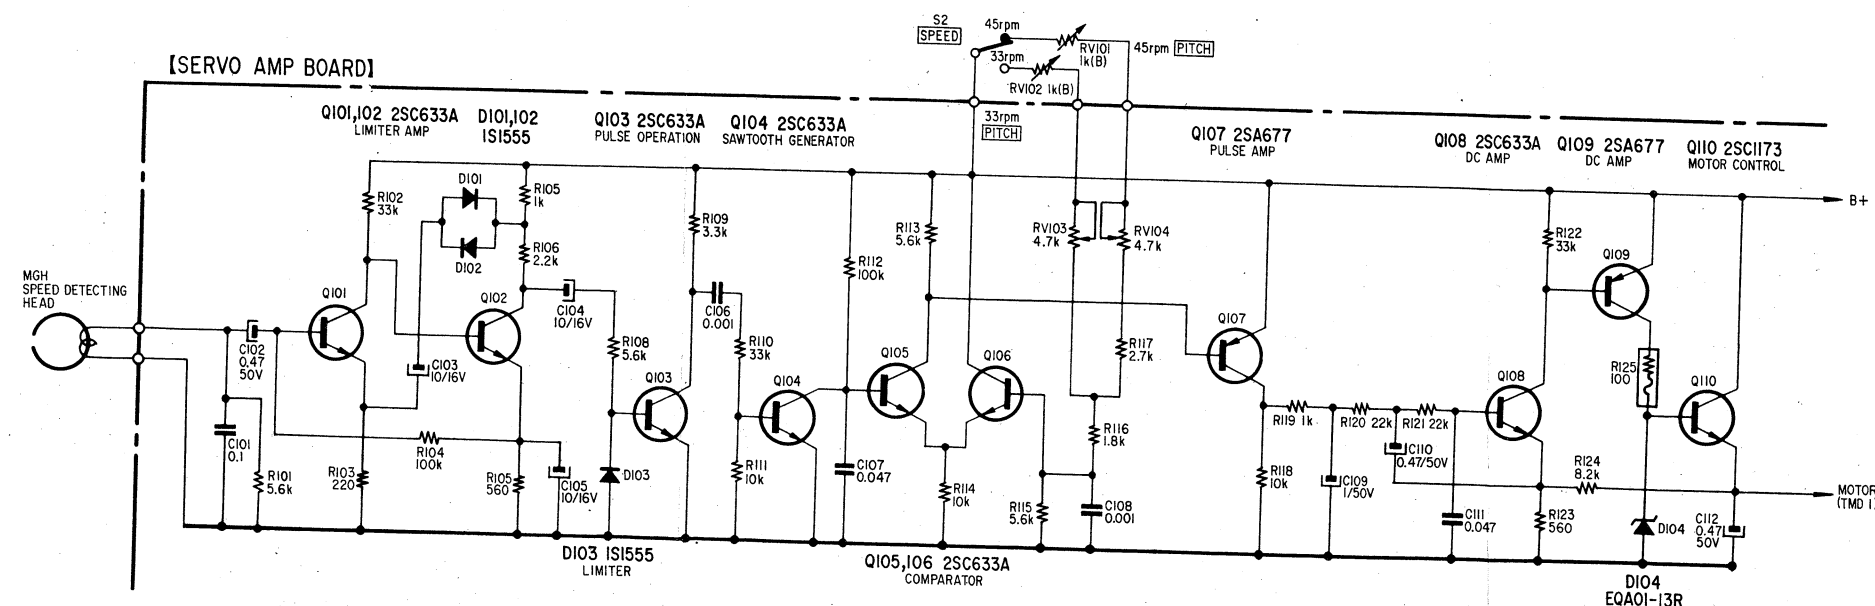 S2
SPEED
45rpm
33rpm
RV101
1k(B)
45rpm PITCH
RV102 1k(B)
33rpm
PITCH
【SERVO AMP BOARD】
Q101,102 2SC633A
LIMITER AMP
D101,102
1S1555
Q103 2SC633A
PULSE OPERATION
Q104 2SC633A
SAWTOOTH GENERATOR
Q107 2SA677
PULSE AMP
Q108 2SC633A
DC AMP
Q109 2SA677
DC AMP
Q110 2SC1173
MOTOR CONTROL
B+
MGH
SPEED DETECTING
HEAD
R102
33k
D101
D102
R105
1k
R106
2.2k
R109
3.3k
R112
100k
R113
5.6k
RV103
4.7k
RV104
4.7k
R122
33k
Q109
Q101
Q102
C104
10/16V
C106
0.001
C102
0.47
50V
C103
10/16V
R108
5.6k
R110
33k
Q103
Q104
Q105
Q106
R117
2.7k
Q107
Q108
R125
100
Q110
C101
0.1
R101
5.6k
R103
220
R104
100k
R105
560
C105
10/16V
D103
R111
10k
C107
0.047
R114
10k
R116
1.8k
R115
5.6k
C108
0.001
R119 1k
R120 22k
R121 22k
C110
0.47/50V
R118
10k
C109
1/50V
C111
0.047
R124
8.2k
R123
560
D104
C112
0.47
50V
MOTOR
(TMD 1)
D103 1S1555
LIMITER
Q105,106 2SC633A
COMPARATOR
D104
EQA01-13R